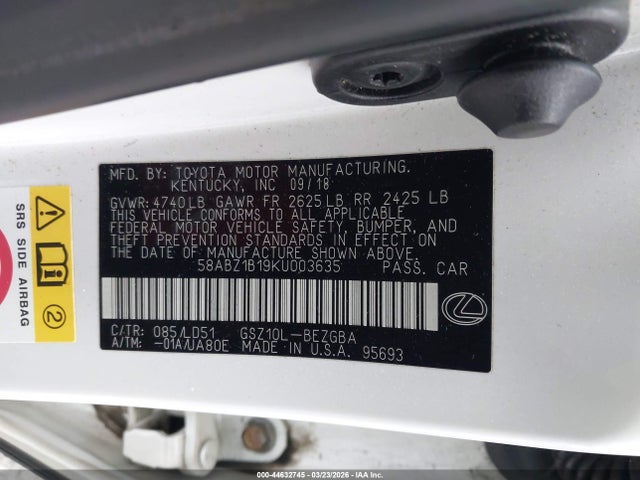 MFD. BY: TOYOTA MOTOR MANUFACTURING.
KENTUCKY, INC 09/18
GVWR: 4740LB GAWR FR 2625LB RR 2425 LB
THIS VEHICLE CONFORMS TO ALL APPLICABLE
FEDERAL MOTOR VEHICLE SAFETY, BUMPER, AND
THEFT PREVENTION STANDARDS IN EFFECT ON
THE DATE OF MANUFACTURE SHOWN ABOVE.
58ABZ1B19KU003635 PASS. CAR
C/TR: 085/LD51 GSZ10L-BEZGBA
A/TM: -01A/UA80E MADE IN U.S.A. 95693
SRS SIDE AIRBAG
2
000-44632745 - 03/23/2026 - IAA Inc.